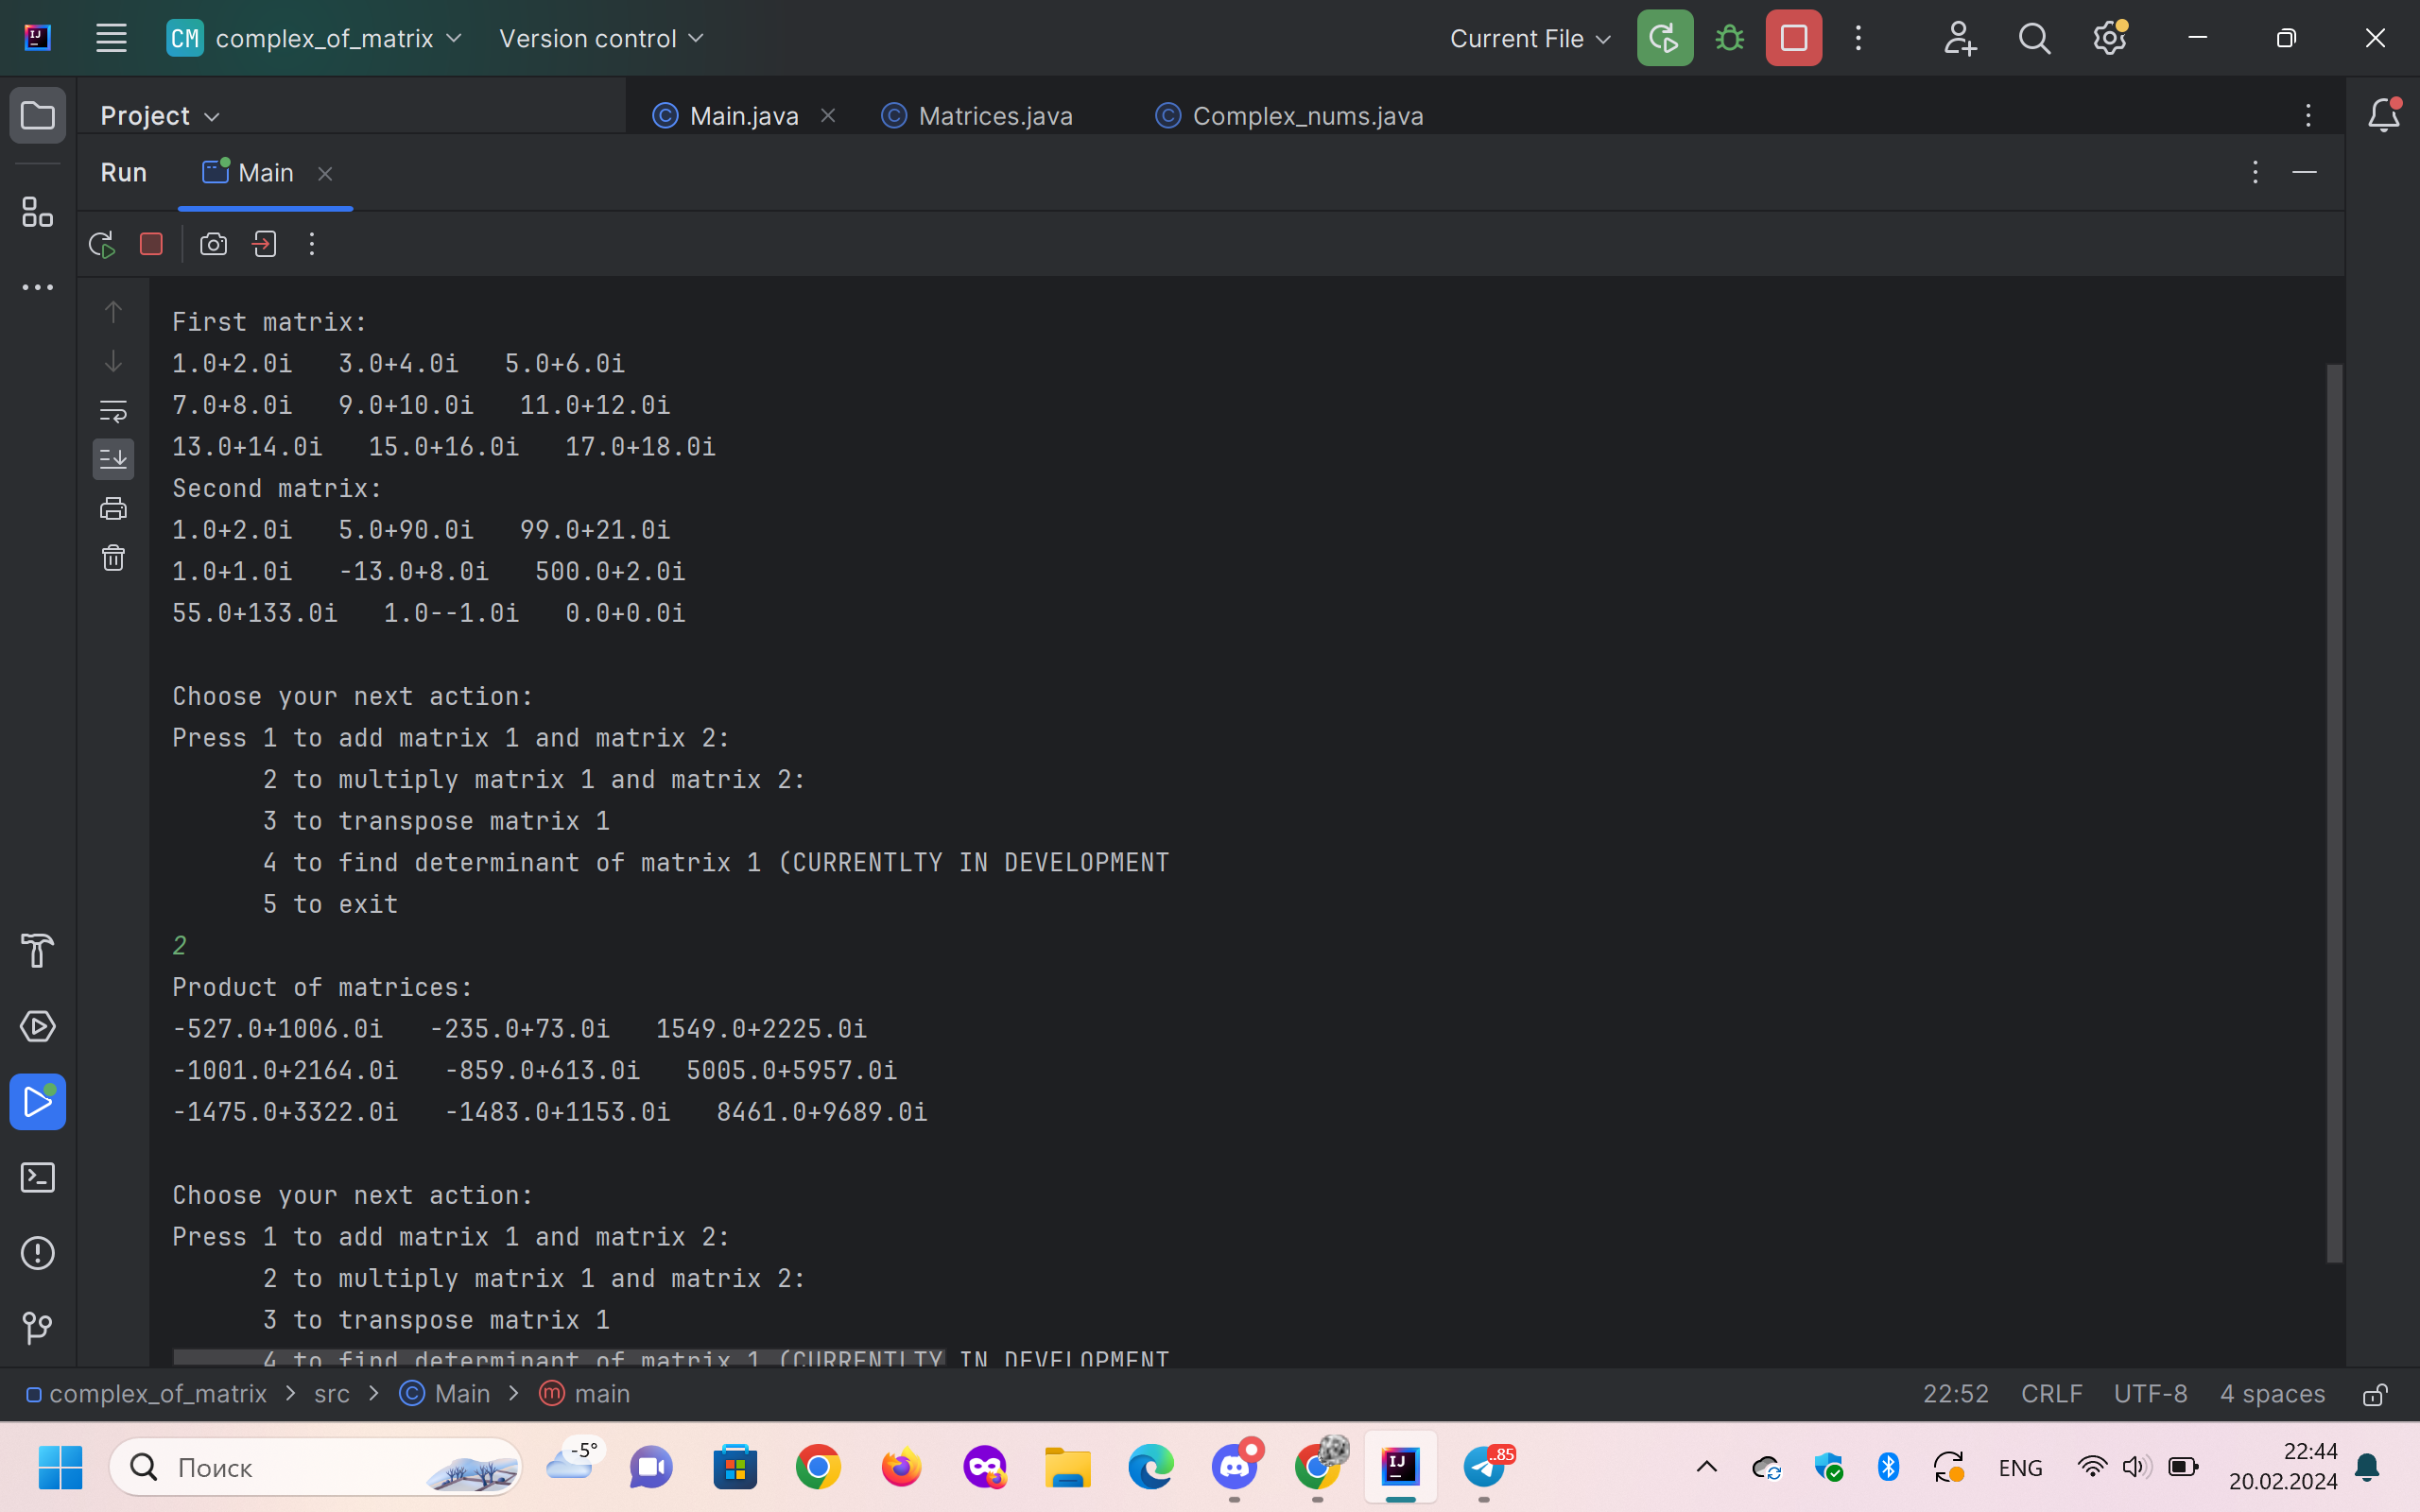 CM complex_of_matrix Version control Current File
Project Main.java Matrices.java Complex_nums.java
Run Main
First matrix:
1.0+2.0i 3.0+4.0i 5.0+6.0i
7.0+8.0i 9.0+10.0i 11.0+12.0i
13.0+14.0i 15.0+16.0i 17.0+18.0i
Second matrix:
1.0+2.0i 5.0+90.0i 99.0+21.0i
1.0+1.0i -13.0+8.0i 500.0+2.0i
55.0+133.0i 1.0--1.0i 0.0+0.0i
Choose your next action:
Press 1 to add matrix 1 and matrix 2:
2 to multiply matrix 1 and matrix 2:
3 to transpose matrix 1
4 to find determinant of matrix 1 (CURRENTLTY IN DEVELOPMENT
5 to exit
2
Product of matrices:
-527.0+1006.0i -235.0+73.0i 1549.0+2225.0i
-1001.0+2164.0i -859.0+613.0i 5005.0+5957.0i
-1475.0+3322.0i -1483.0+1153.0i 8461.0+9689.0i
Choose your next action:
Press 1 to add matrix 1 and matrix 2:
2 to multiply matrix 1 and matrix 2:
3 to transpose matrix 1
4 to find determinant of matrix 1 (CURRENTLTY IN DEVELOPMENT
complex_of_matrix > src > Main > main 22:52 CRLF UTF-8 4 spaces
Поиск -5° IJ ..85 ENG 22:44
20.02.2024